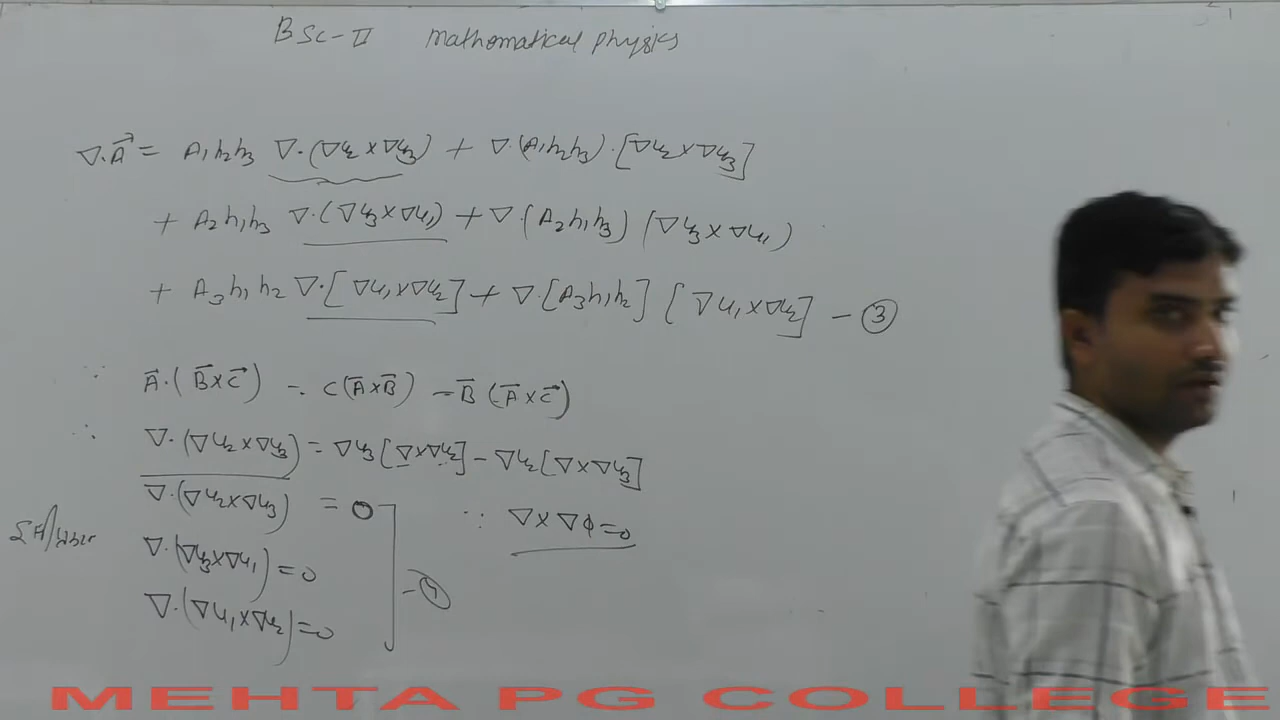 BSc-II mathematical physics
∇·A⃗ = A₁h₂h₃ ∇·(∇u₂×∇u₃) + ∇·(A₁h₂h₃)·[∇u₂×∇u₃]
+ A₂h₁h₃ ∇·(∇u₃×∇u₁) + ∇·(A₂h₁h₃) (∇u₃×∇u₁)
+ A₃h₁h₂ ∇·[∇u₁×∇u₂] + ∇·[A₃h₁h₂] [∇u₁×∇u₂] — ③
∵ A⃗·(B⃗×C⃗) = C(A⃗×B⃗) - B⃗(A⃗×C⃗)
∴ ∇·(∇u₂×∇u₃) = ∇u₃[∇×∇u₂] - ∇u₂[∇×∇u₃]
∇·(∇u₂×∇u₃) = 0 ∵ ∇×∇φ=0
∇·(∇u₃×∇u₁)=0 — ④
∇·(∇u₁×∇u₂)=0
MEHTA PG COLLEGE